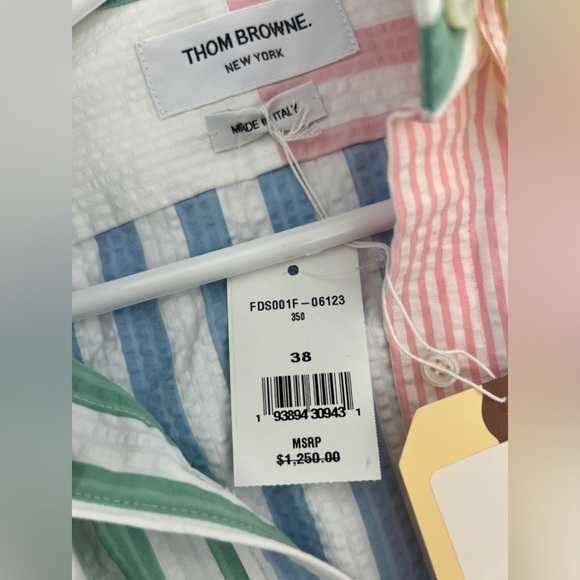 THOM BROWNE.
NEW YORK
MADE IN ITALY
FDS001F-06123
350
38
1 93894 30943 1
MSRP
$1,250.00